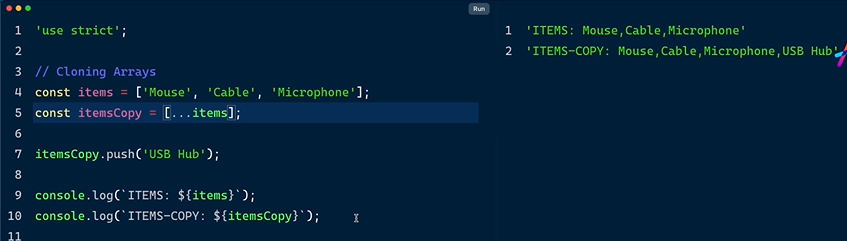 Run
1 'use strict';
2
3 // Cloning Arrays
4 const items = ['Mouse', 'Cable', 'Microphone'];
5 const itemsCopy = [...items];
6
7 itemsCopy.push('USB Hub');
8
9 console.log(`ITEMS: ${items}`);
10 console.log(`ITEMS-COPY: ${itemsCopy}`);
11
1 'ITEMS: Mouse,Cable,Microphone'
2 'ITEMS-COPY: Mouse,Cable,Microphone,USB Hub'